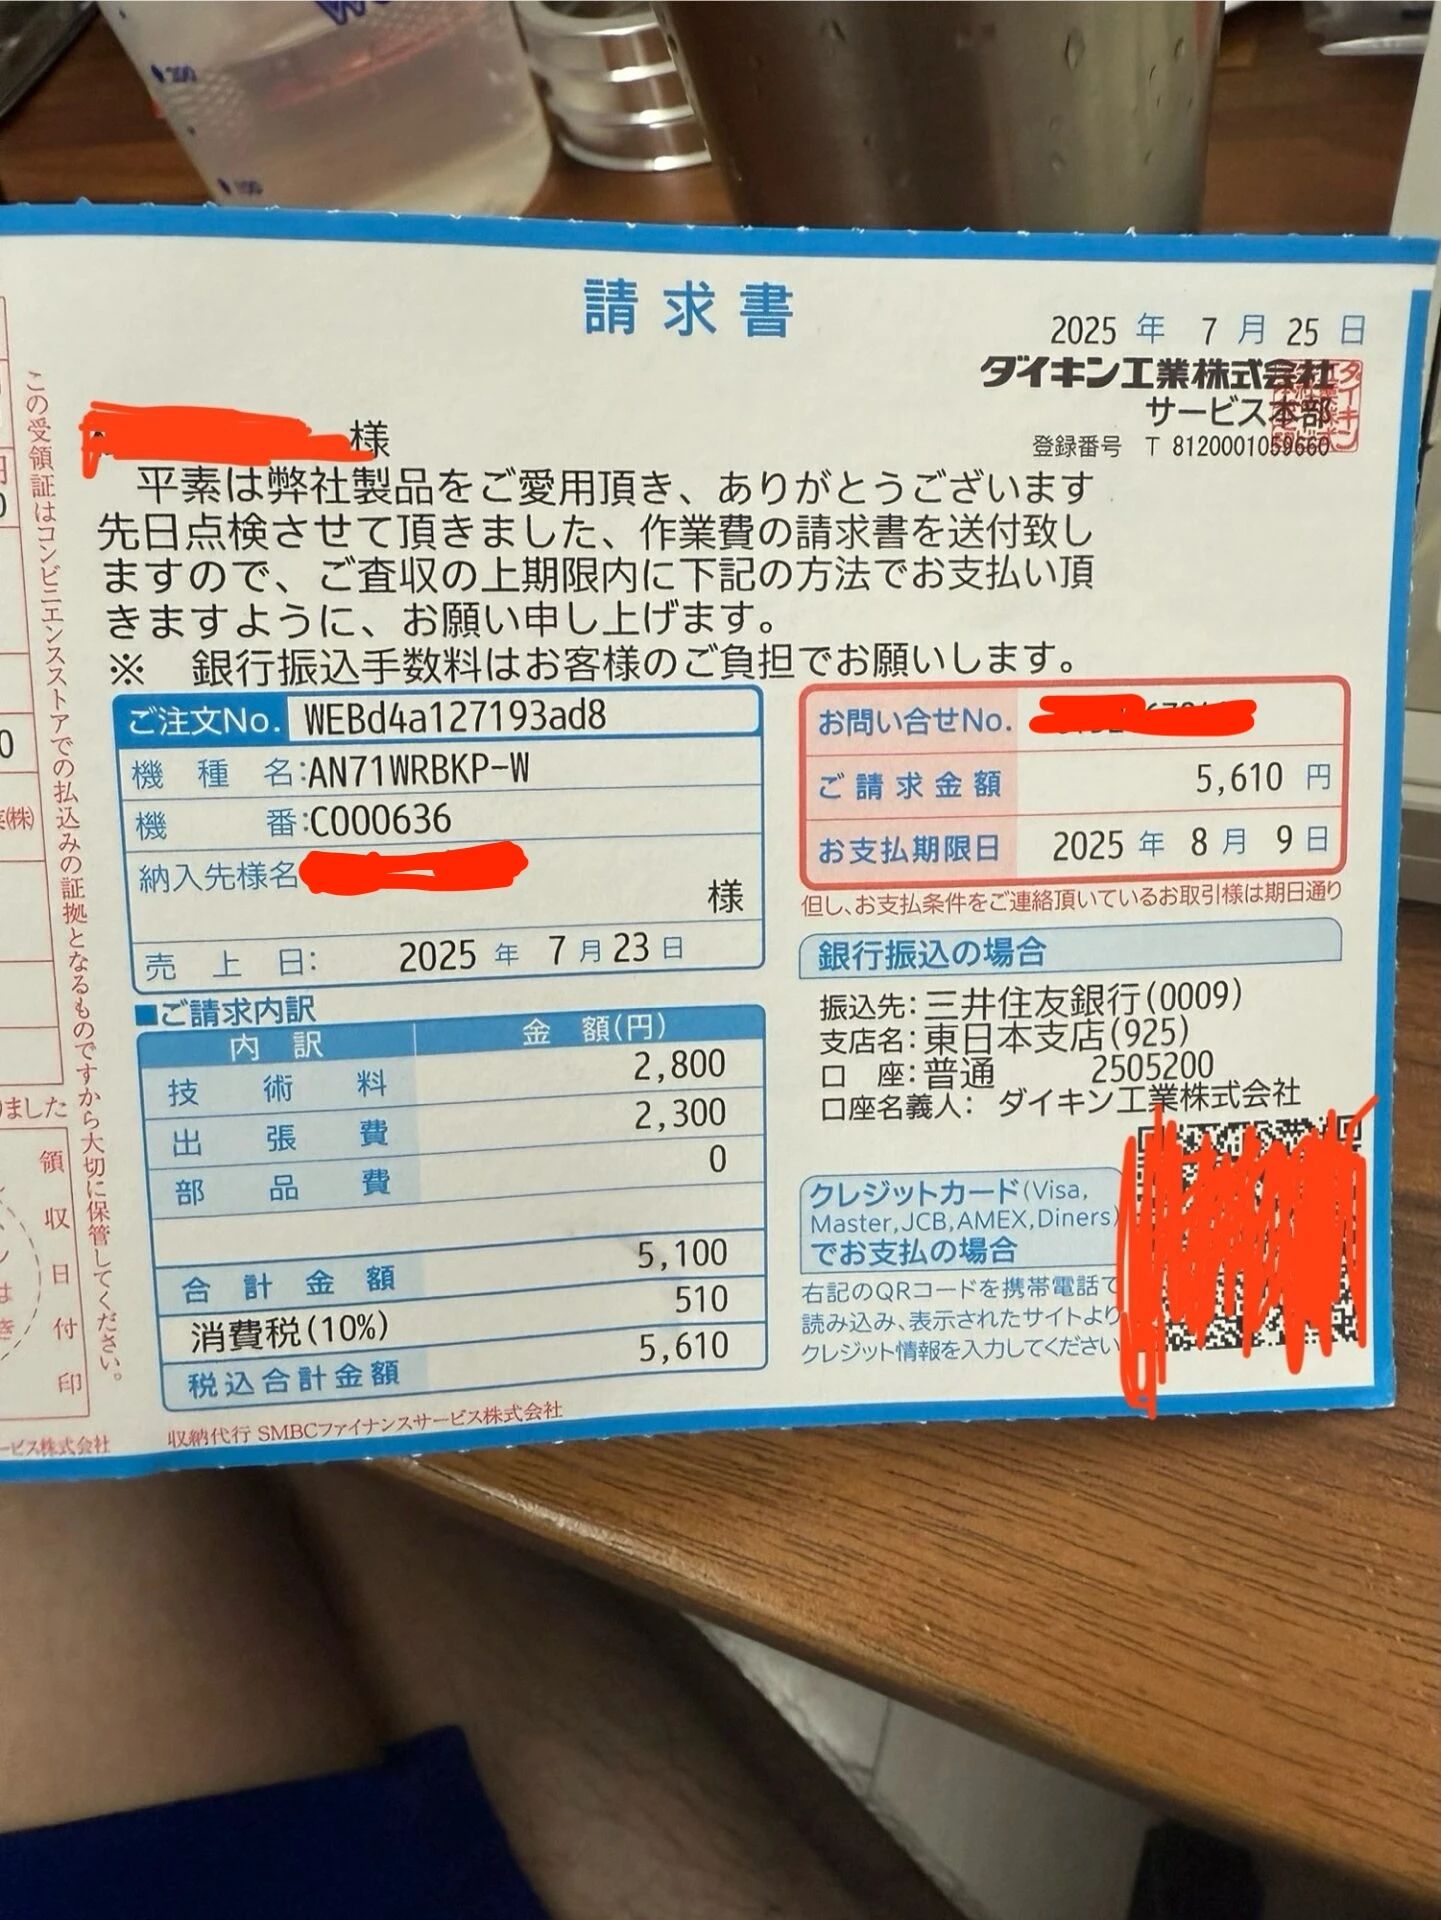 200
100
請求書
2025 年 7 月 25 日
ダイキン工業株式会社
サービス本部
登録番号 T 8120001059660
様
平素は弊社製品をご愛用頂き、ありがとうございます
先日点検させて頂きました、作業費の請求書を送付致し
ますので、ご査収の上期限内に下記の方法でお支払い頂
きますように、お願い申し上げます。
※ 銀行振込手数料はお客様のご負担でお願いします。
ご注文No. WEBd4a127193ad8
機種名:AN71WRBKP-W
機番:C000636
納入先様名
様
売上日: 2025 年 7 月 23 日
■ご請求内訳
内訳 金額(円)
技術料 2,800
出張費 2,300
部品費 0
合計金額 5,100
消費税(10%) 510
税込合計金額 5,610
収納代行 SMBCファイナンスサービス株式会社
お問い合せNo.
ご請求金額 5,610 円
お支払期限日 2025 年 8 月 9 日
但し、お支払条件をご連絡頂いているお取引様は期日通り
銀行振込の場合
振込先:三井住友銀行(0009)
支店名:東日本支店(925)
口座:普通 2505200
口座名義人: ダイキン工業株式会社
クレジットカード(Visa,
Master,JCB,AMEX,Diners)
でお支払の場合
右記のQRコードを携帯電話で
読み込み、表示されたサイトより
クレジット情報を入力してください
この受領証はコンビニエンスストアでの払込みの証拠となるものですから大切に保管してください。
(株)
ました
領収日付印
ービス株式会社